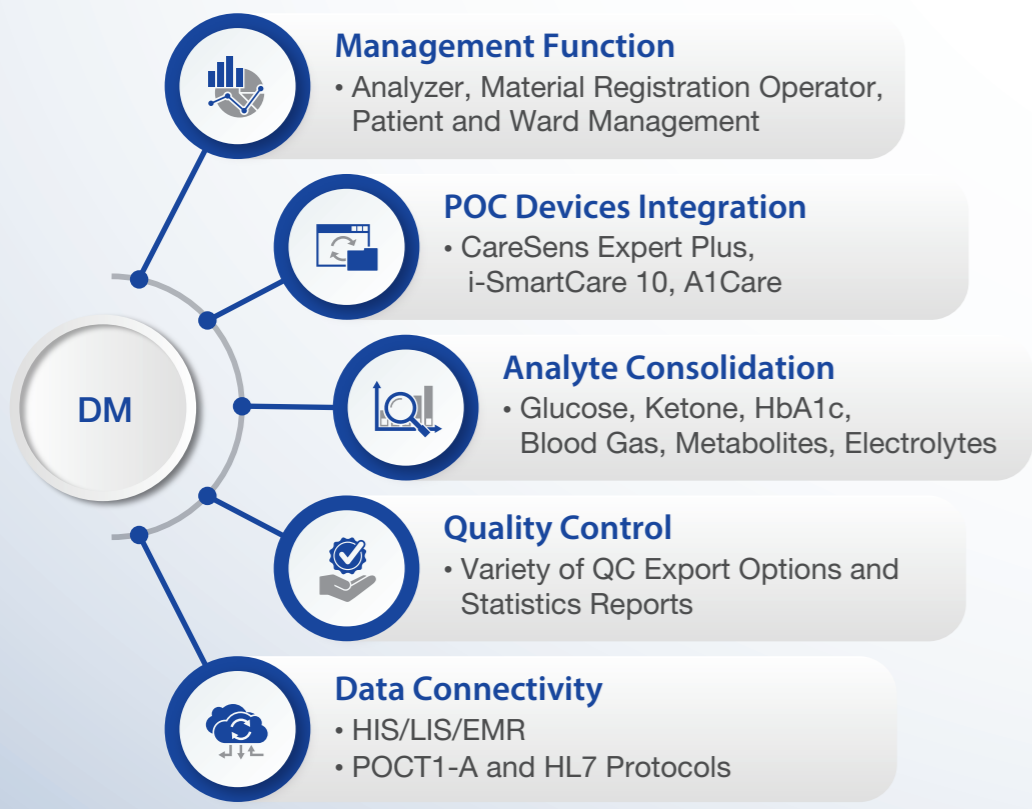 Management Function
• Analyzer, Material Registration Operator,
Patient and Ward Management
POC Devices Integration
• CareSens Expert Plus,
i-SmartCare 10, A1Care
DM
Analyte Consolidation
• Glucose, Ketone, HbA1c,
Blood Gas, Metabolites, Electrolytes
Quality Control
• Variety of QC Export Options and
Statistics Reports
Data Connectivity
• HIS/LIS/EMR
• POCT1-A and HL7 Protocols